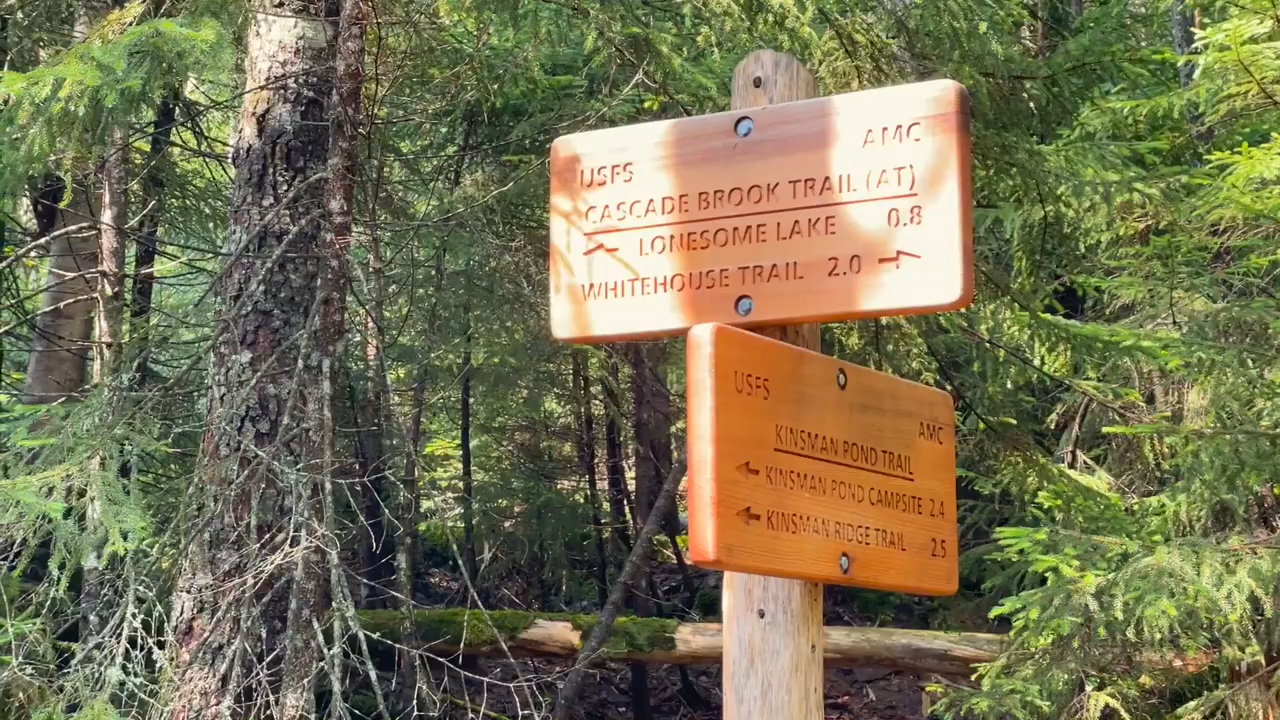 USFS AMC
CASCADE BROOK TRAIL (AT)
LONESOME LAKE 0.8
WHITEHOUSE TRAIL 2.0
USFS AMC
KINSMAN POND TRAIL
KINSMAN POND CAMPSITE 2.4
KINSMAN RIDGE TRAIL 2.5